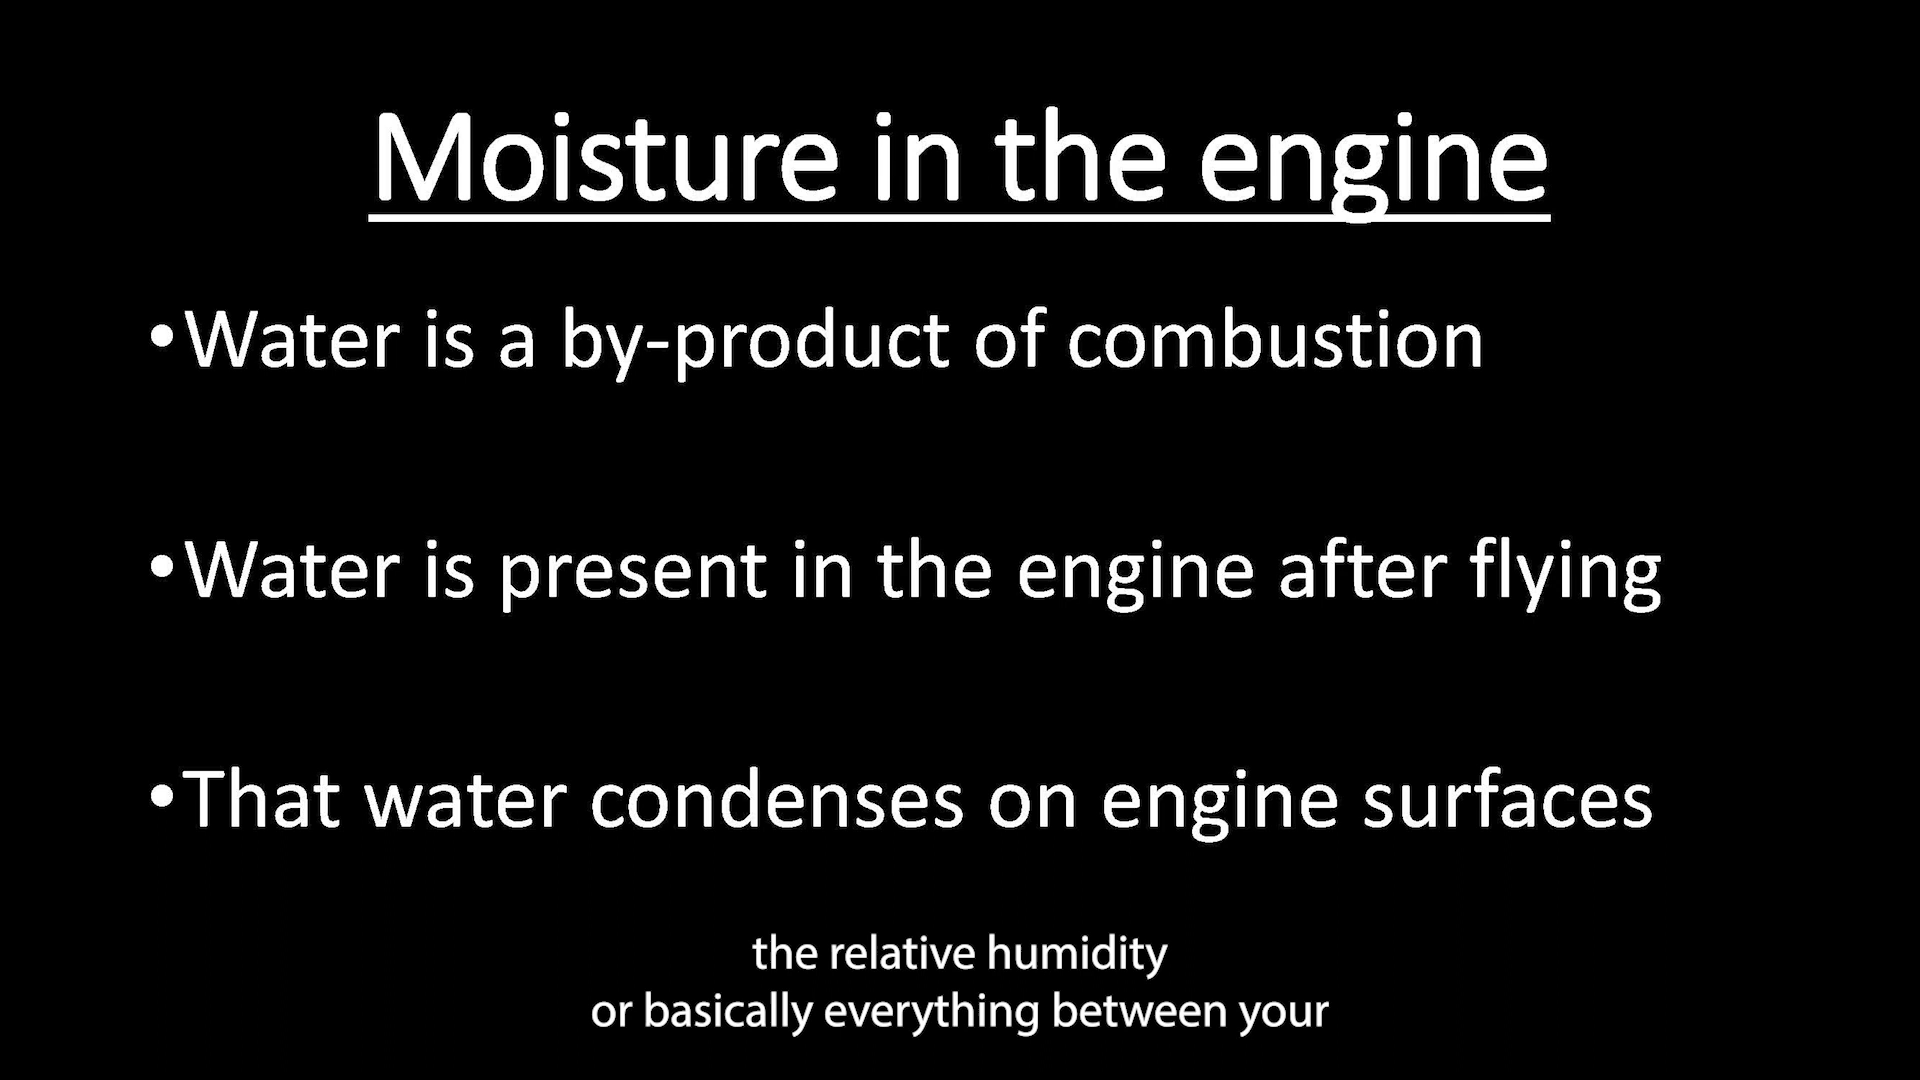 Moisture in the engine
•Water is a by-product of combustion
•Water is present in the engine after flying
•That water condenses on engine surfaces
the relative humidity
or basically everything between your